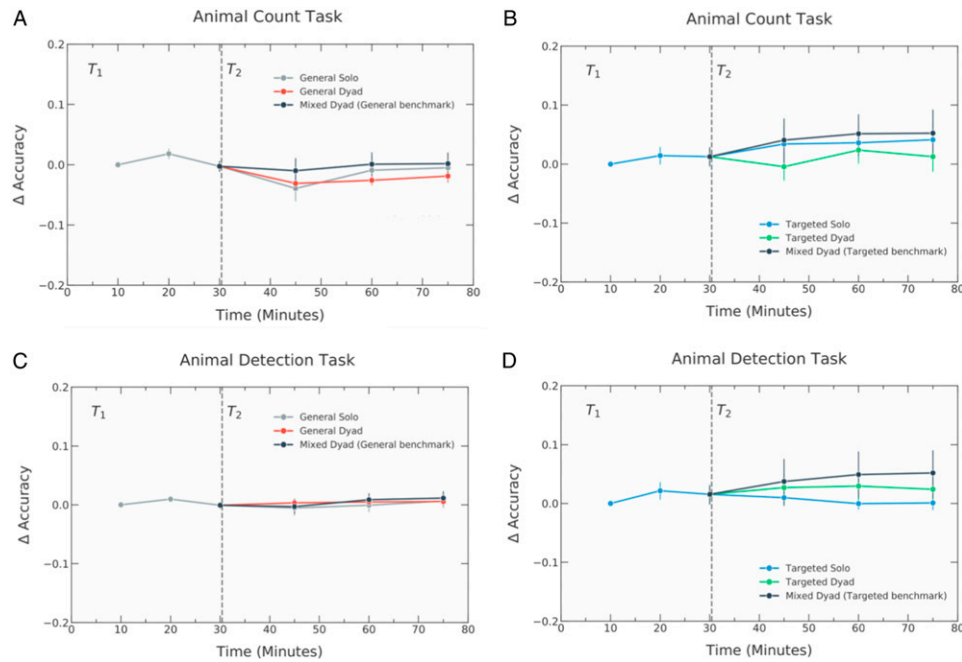 A
Animal Count Task
0.2
0.1
0.0
−0.1
−0.2
Δ Accuracy
T1
T2
General Solo
General Dyad
Mixed Dyad (General benchmark)
0 10 20 30 40 50 60 70 80
Time (Minutes)
B
Animal Count Task
0.2
0.1
0.0
−0.1
−0.2
Δ Accuracy
T1
T2
Targeted Solo
Targeted Dyad
Mixed Dyad (Targeted benchmark)
0 10 20 30 40 50 60 70 80
Time (Minutes)
C
Animal Detection Task
0.2
0.1
0.0
−0.1
−0.2
Δ Accuracy
T1
T2
General Solo
General Dyad
Mixed Dyad (General benchmark)
0 10 20 30 40 50 60 70 80
Time (Minutes)
D
Animal Detection Task
0.2
0.1
0.0
−0.1
−0.2
Δ Accuracy
T1
T2
Targeted Solo
Targeted Dyad
Mixed Dyad (Targeted benchmark)
0 10 20 30 40 50 60 70 80
Time (Minutes)